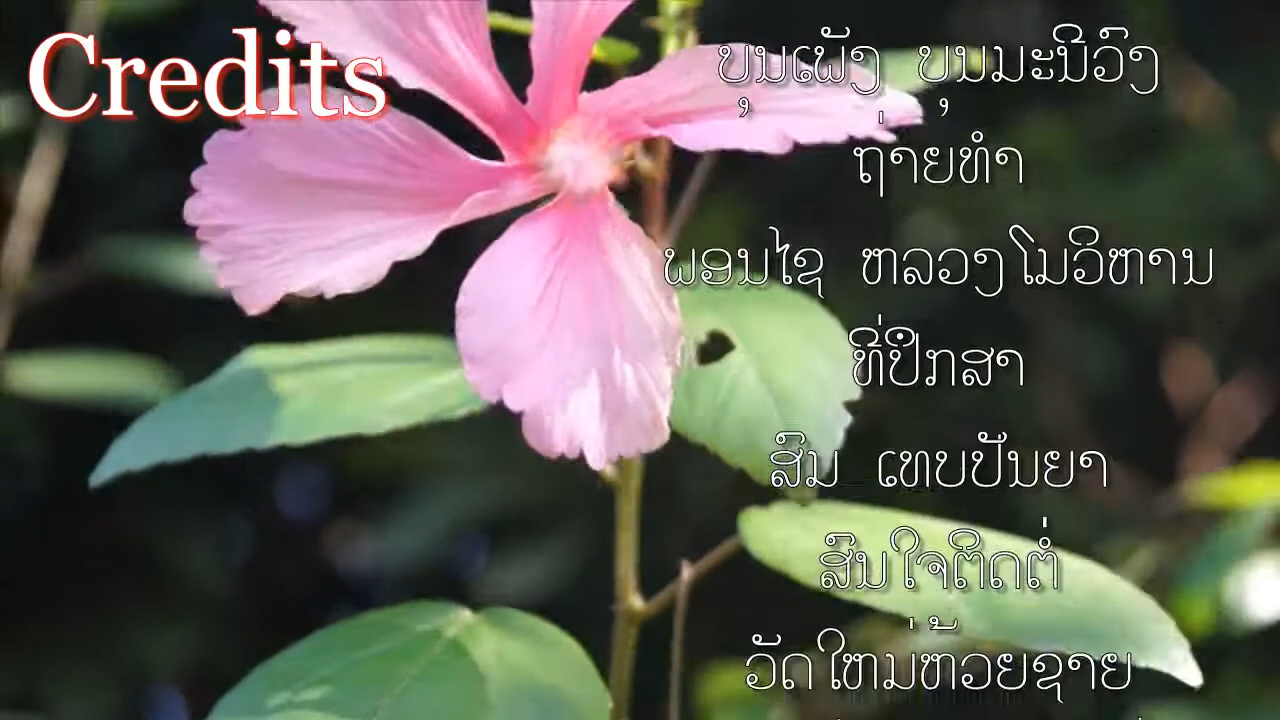 Credits
ບຸນເພັງ ບຸນມະນີວົງ
ຖ່າຍທຳ
ພອນໄຊ ຫລວງໂມວິຫານ
ທີ່ປຶກສາ
ສົມ ເທບປັນຍາ
ສົນໃຈຕິດຕໍ່
ວັດໃຫມ່ຫ້ວຍຊາຍ